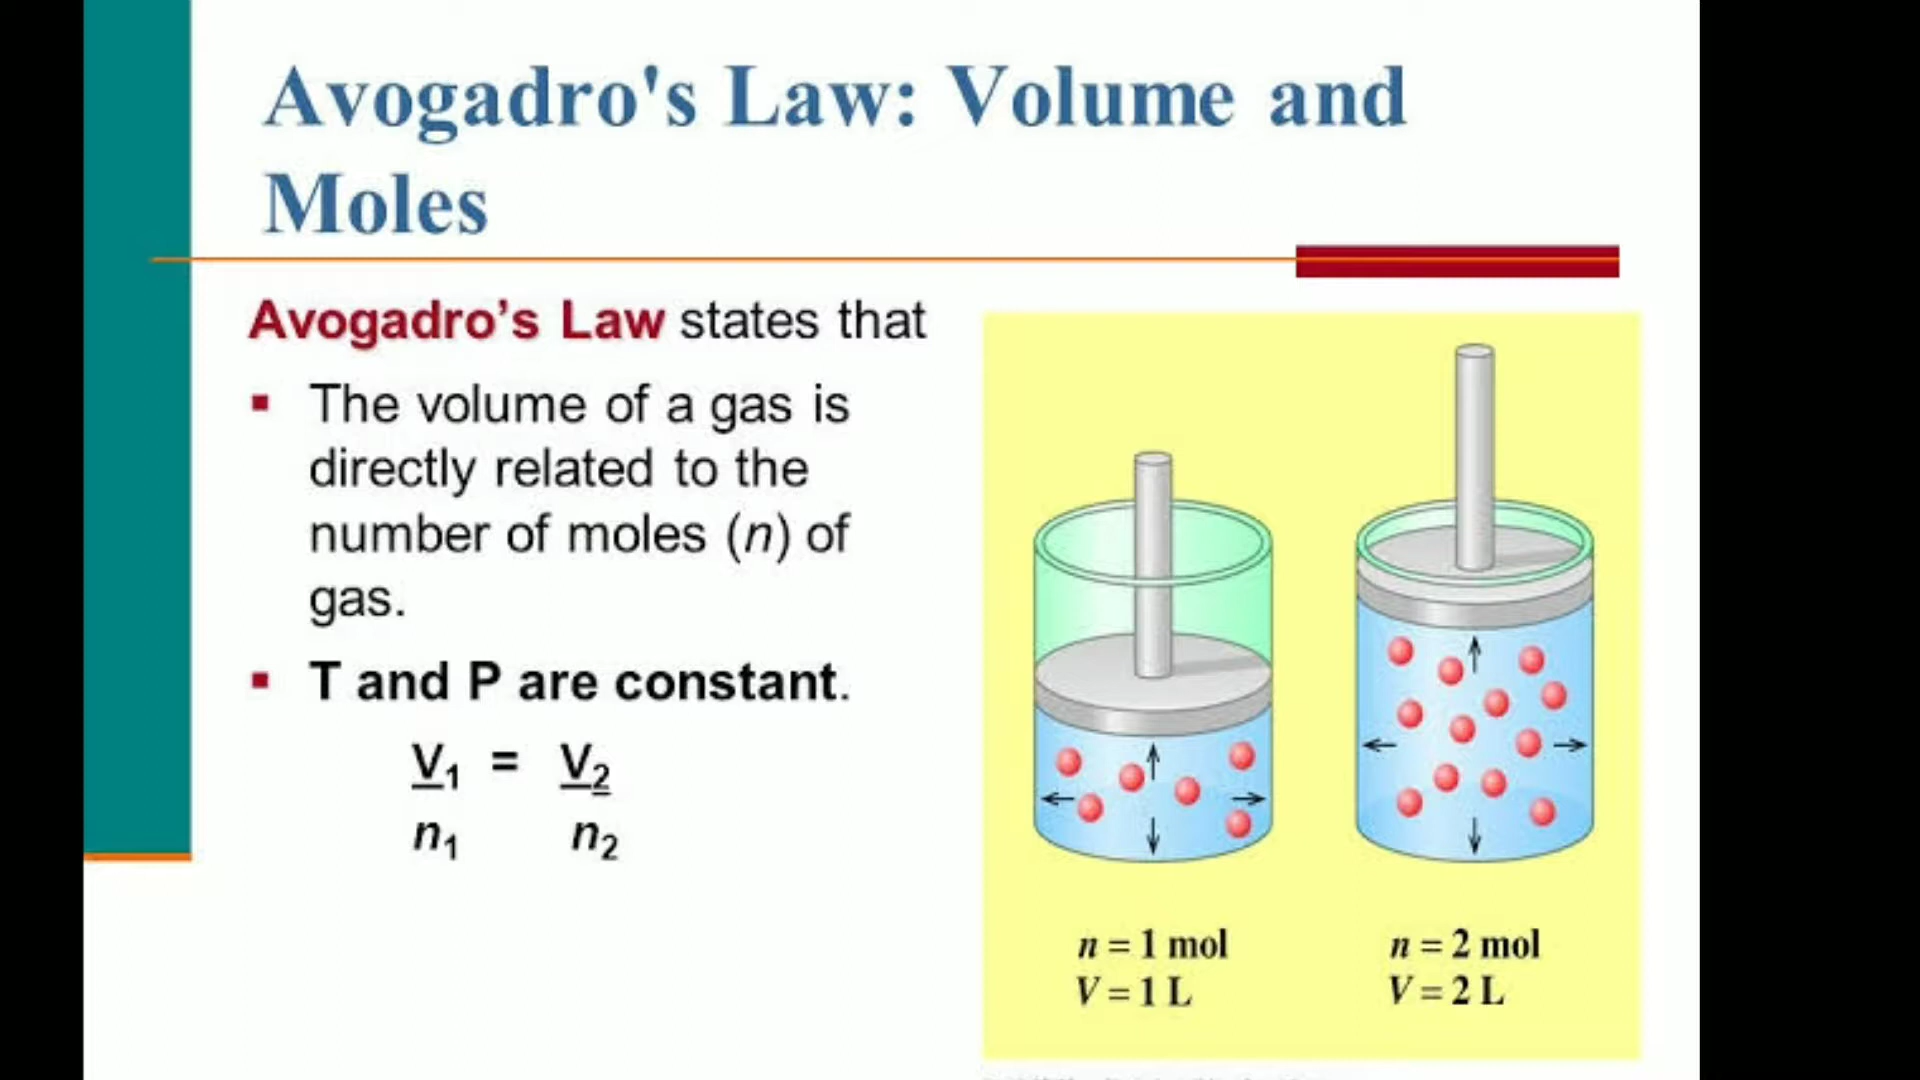 Avogadro's Law: Volume and
Moles
Avogadro’s Law states that
▪ The volume of a gas is
directly related to the
number of moles (n) of
gas.
▪ T and P are constant.
V₁ = V₂
n₁ n₂
n = 1 mol
V = 1 L
n = 2 mol
V = 2 L